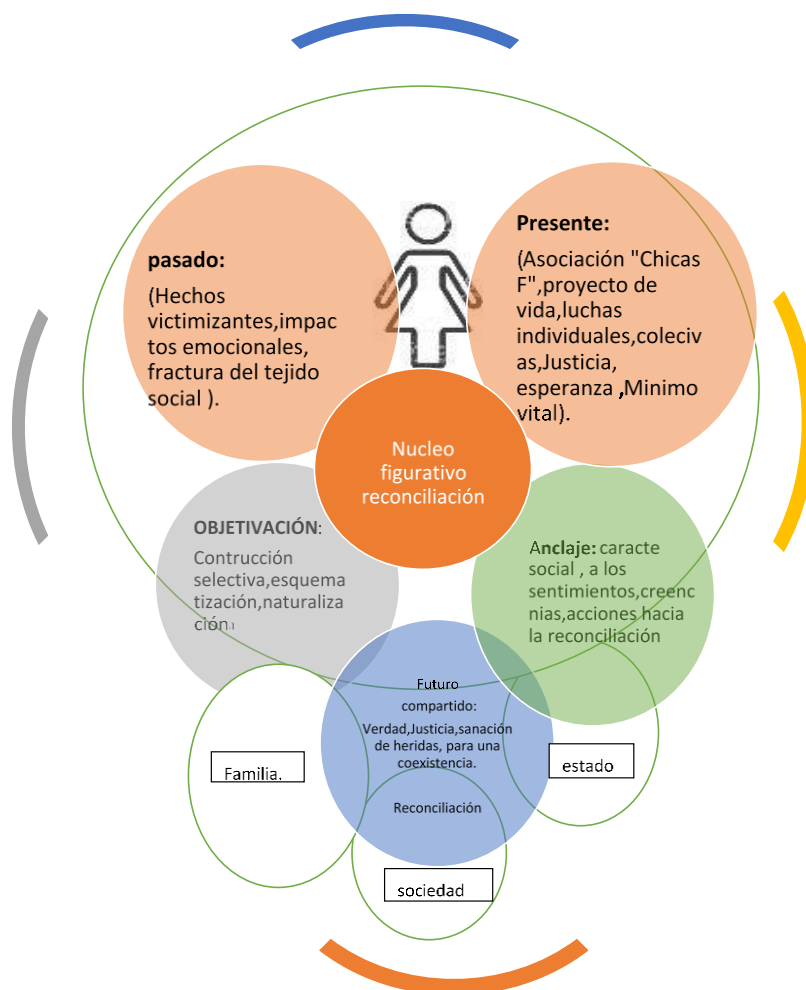 pasado:
(Hechos
victimizantes,impac
tos emocionales,
fractura del tejido
social ).
Presente:
(Asociación "Chicas
F",proyecto de
vida,luchas
individuales,coleciv
as,Justicia,
esperanza ,Minimo
vital).
Nucleo
figurativo
reconciliación
OBJETIVACIÓN:
Contrucción
selectiva,esquema
tización,naturaliza
ción)
Anclaje: caracte
social , a los
sentimientos,creenc
nias,acciones hacia
la reconciliación
Futuro
compartido:
Verdad,Justicia,sanación
de heridas, para una
coexistencia.
Reconciliación
Familia.
estado
sociedad